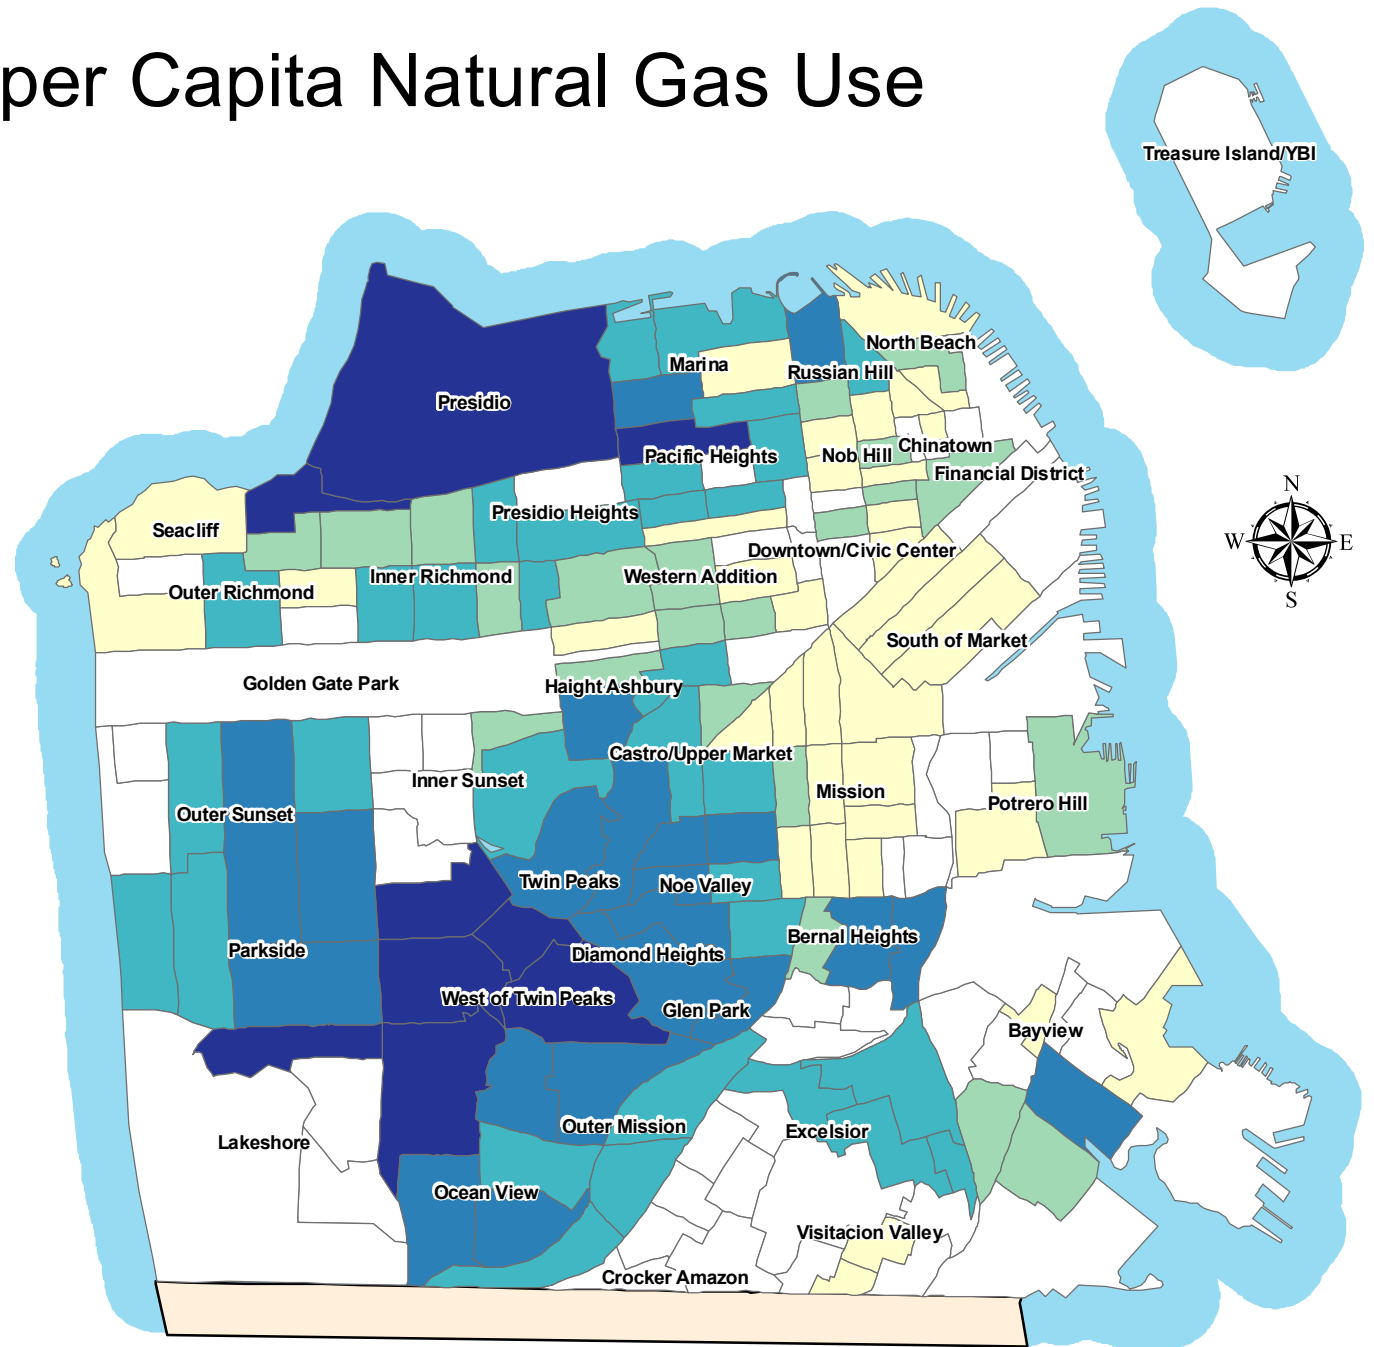 per Capita Natural Gas Use
Treasure Island/YBI
North Beach
Marina
Russian Hill
Presidio
Chinatown
Pacific Heights
Nob Hill
Financial District
N
Presidio Heights
Seacliff
W
E
Downtown/Civic Center
Inner Richmond
Western Addition
Outer Richmond
S
South of Market
Golden Gate Park
Haight Ashbury
Castro/Upper Market
Inner Sunset
Mission
Potrero Hill
Outer Sunset
Twin Peaks
Noe Valley
Bernal Heights
Parkside
Diamond Heights
West of Twin Peaks
Glen Park
Bayview
Outer Mission
Excelsior
Lakeshore
Ocean View
Visitacion Valley
Crocker Amazon